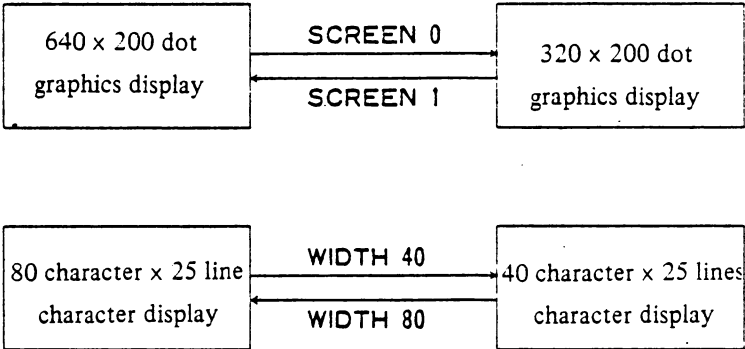 640 × 200 dot
graphics display
SCREEN 0
SCREEN 1
320 × 200 dot
graphics display
80 character × 25 line
character display
WIDTH 40
WIDTH 80
40 character × 25 lines
character display